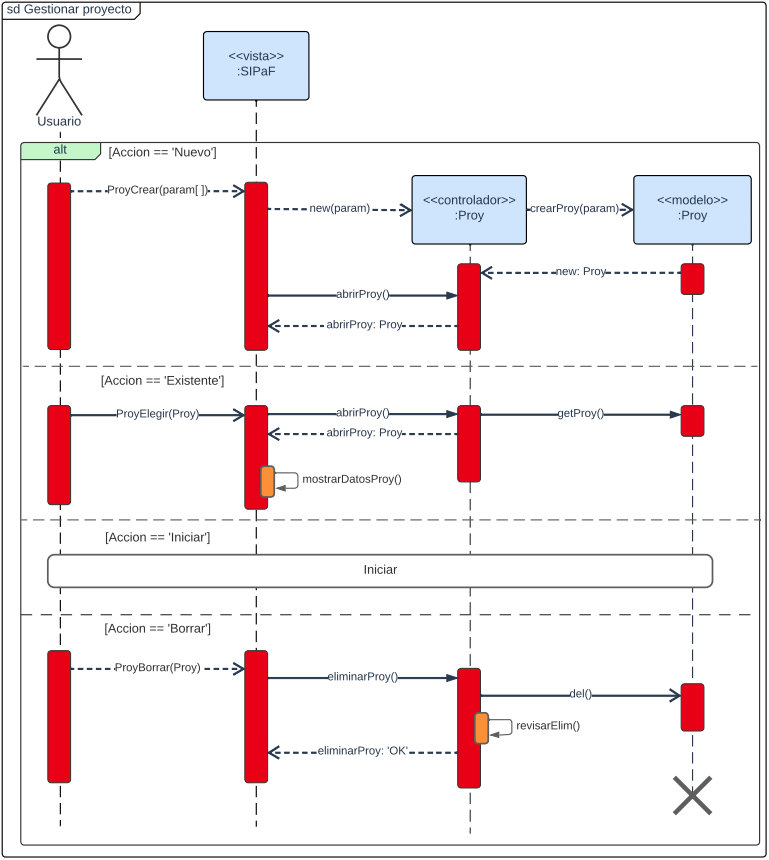 sd Gestionar proyecto
<<vista>>
:SIPaF
Usuario
alt
[Accion == 'Nuevo']
ProyCrear(param[ ])
new(param)
<<controlador>>
:Proy
crearProy(param)
<<modelo>>
:Proy
new: Proy
abrirProy()
abrirProy: Proy
[Accion == 'Existente']
ProyElegir(Proy)
abrirProy()
getProy()
abrirProy: Proy
mostrarDatosProy()
[Accion == 'Iniciar']
Iniciar
[Accion == 'Borrar']
ProyBorrar(Proy)
eliminarProy()
del()
revisarElim()
eliminarProy: 'OK'